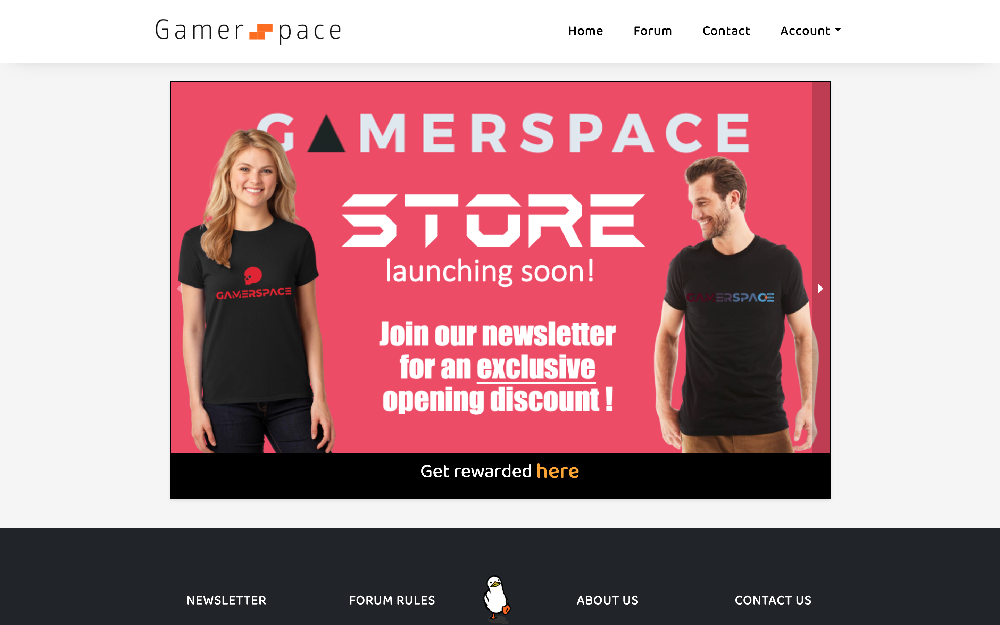 Gamer pace
Home Forum Contact Account
GAMERSPACE
STORE
launching soon!
GAMERSPACE
GAMERSPACE
Join our newsletter
for an exclusive
opening discount !
Get rewarded here
NEWSLETTER FORUM RULES ABOUT US CONTACT US